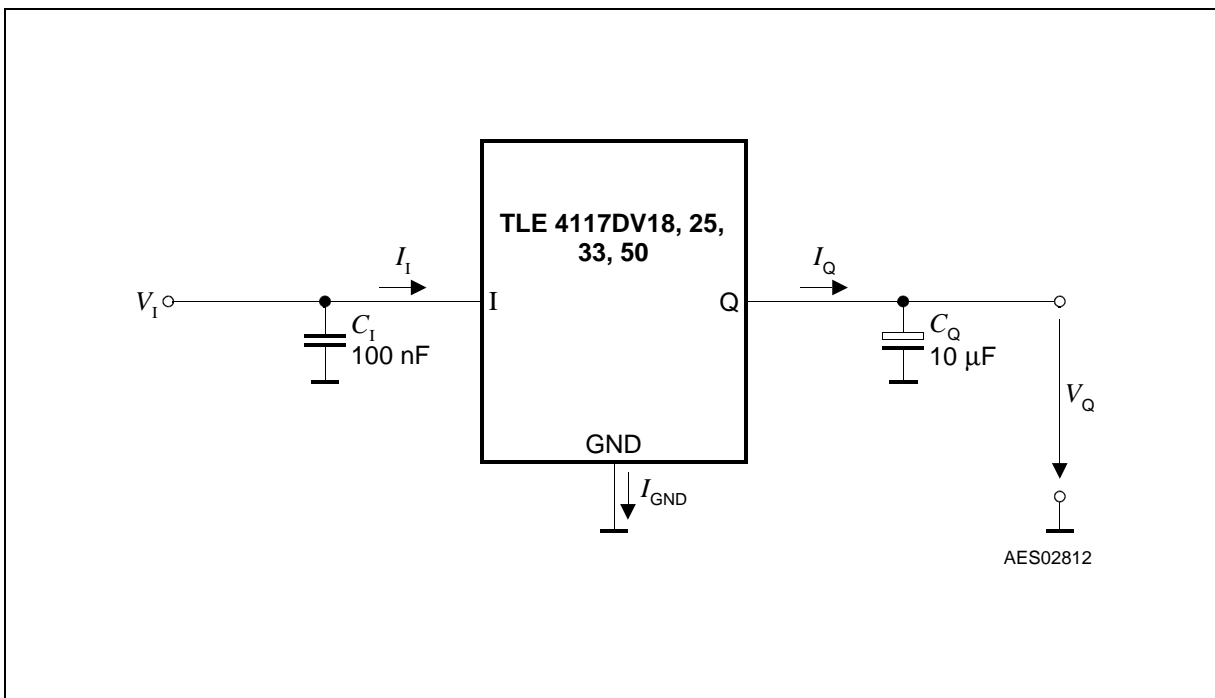 TLE 4117DV18, 25,
33, 50
I_I
I_Q
V_I
I
Q
C_I
100 nF
C_Q
10 µF
V_Q
GND
I_GND
AES02812